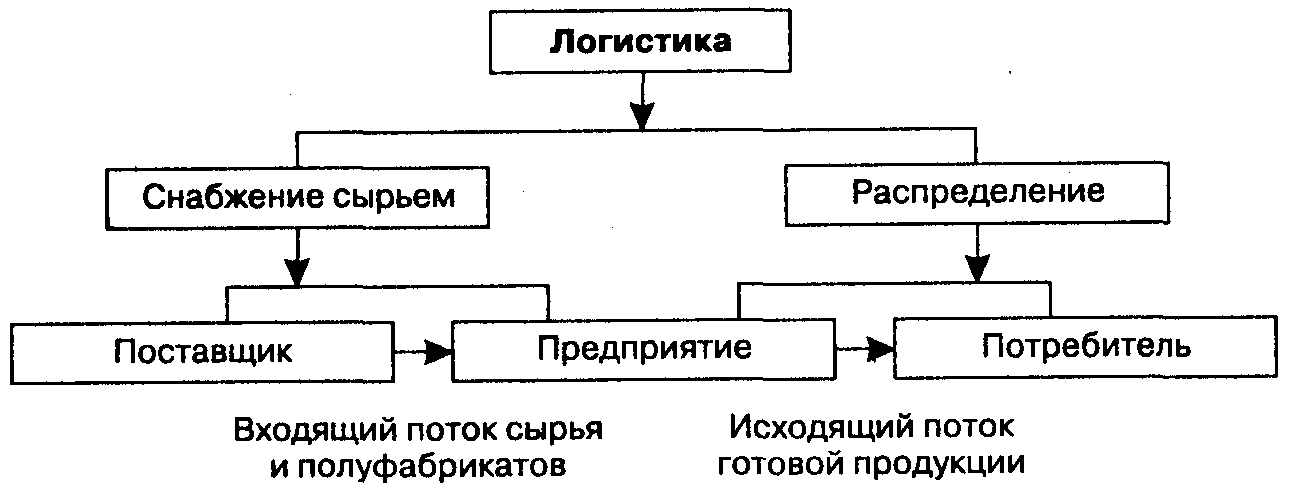 Логистика
Снабжение сырьем
Распределение
Поставщик
Предприятие
Потребитель
Входящий поток сырья
и полуфабрикатов
Исходящий поток
готовой продукции